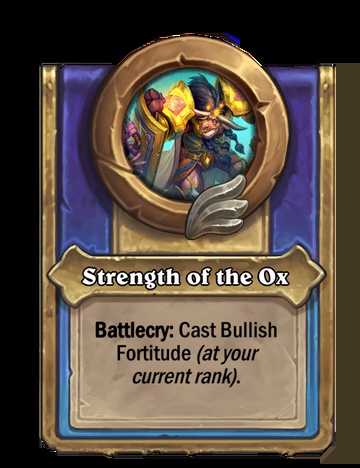 Strength of the Ox
Battlecry: Cast Bullish
Fortitude (at your
current rank).